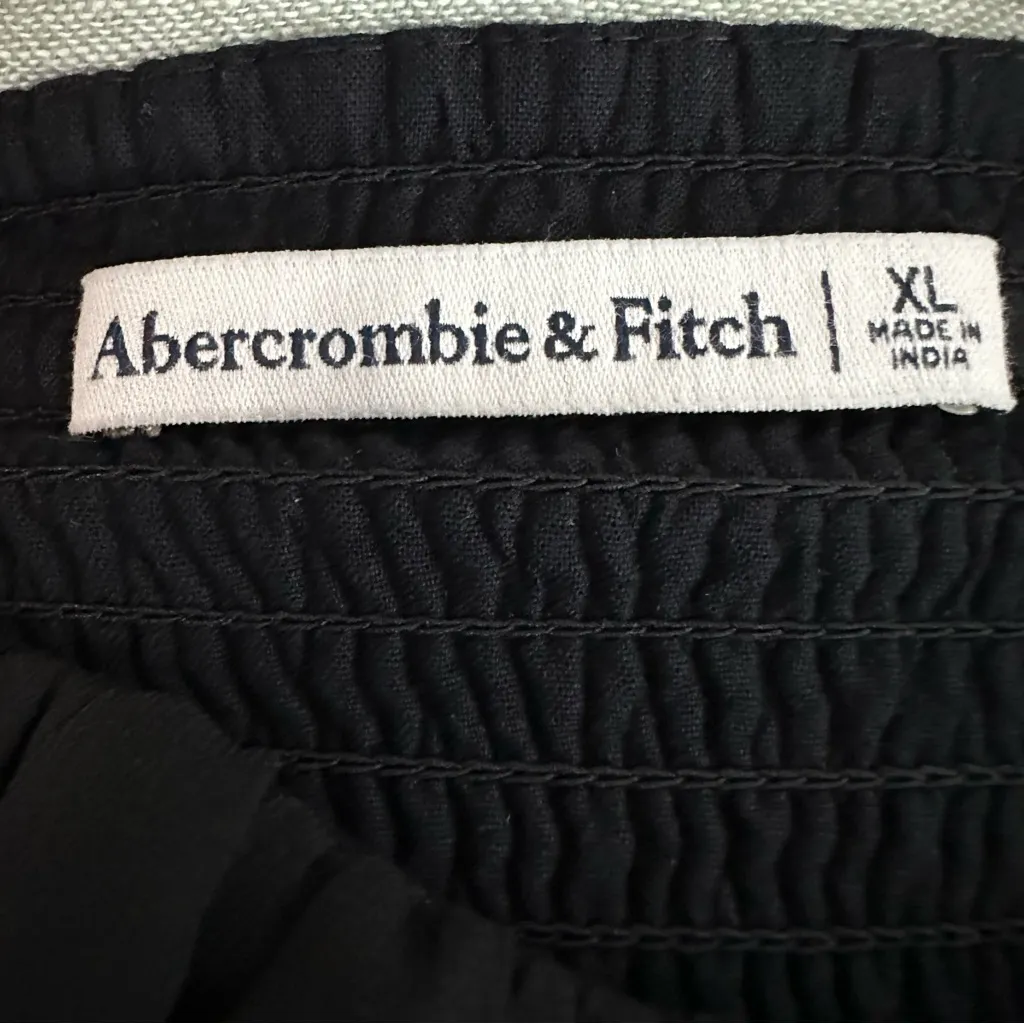 Abercrombie & Fitch
XL
MADE IN
INDIA